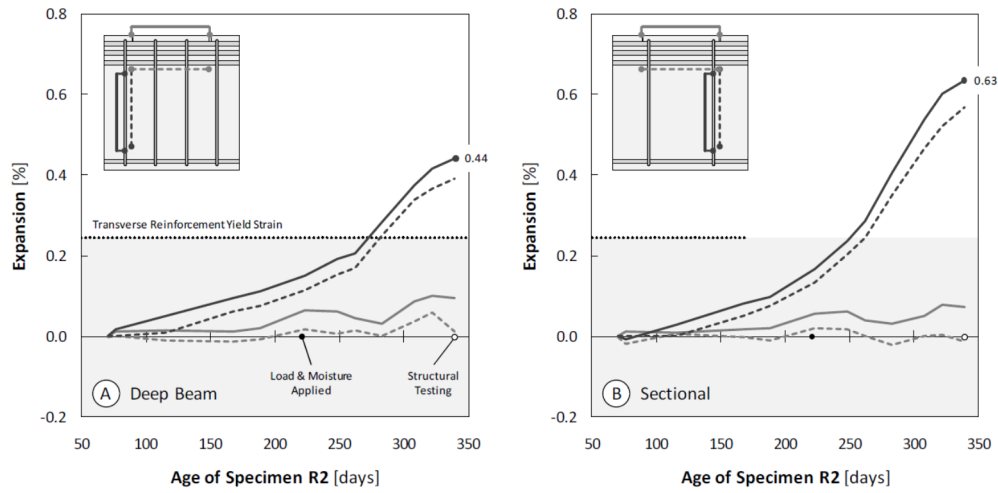 0.8
0.6
0.4
0.2
0.0
-0.2
Expansion [%]
0.44
Transverse Reinforcement Yield Strain
Load & Moisture
Applied
Structural
Testing
A Deep Beam
50 100 150 200 250 300 350
Age of Specimen R2 [days]
0.8
0.6
0.4
0.2
0.0
-0.2
Expansion [%]
0.63
B Sectional
50 100 150 200 250 300 350
Age of Specimen R2 [days]